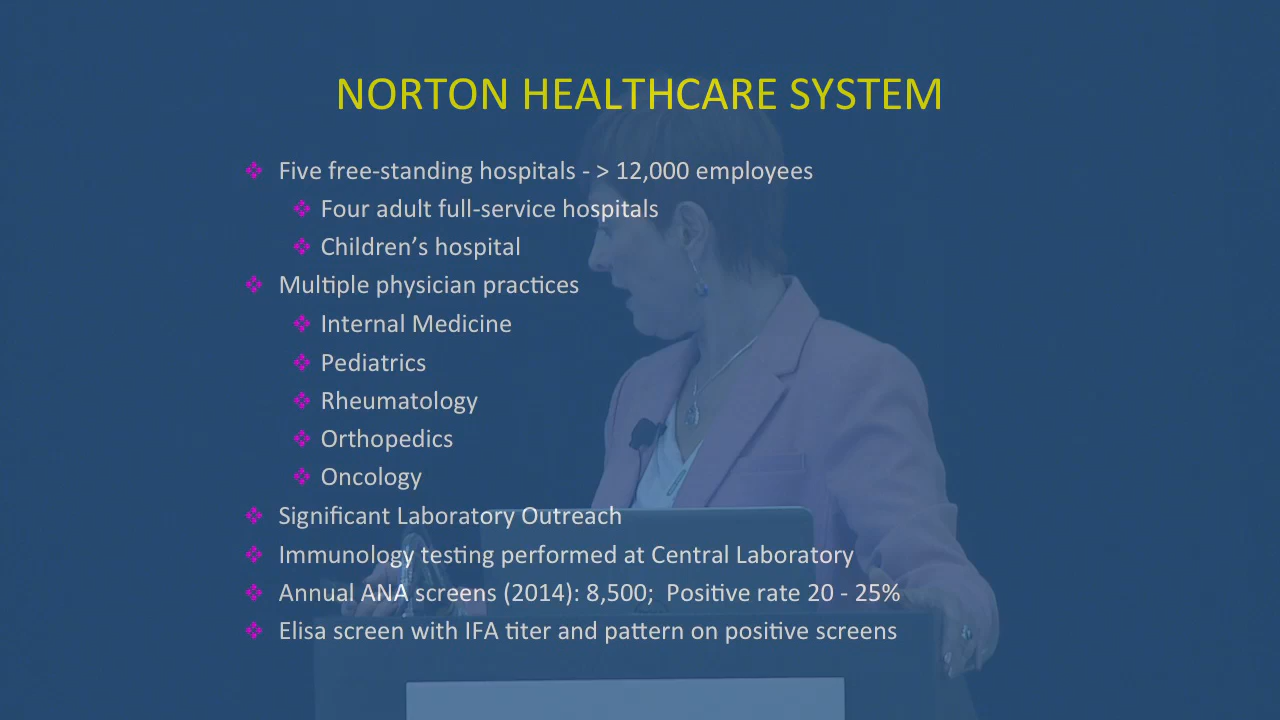 NORTON HEALTHCARE SYSTEM
Five free-standing hospitals - > 12,000 employees
Four adult full-service hospitals
Children’s hospital
Multiple physician practices
Internal Medicine
Pediatrics
Rheumatology
Orthopedics
Oncology
Significant Laboratory Outreach
Immunology testing performed at Central Laboratory
Annual ANA screens (2014): 8,500;  Positive rate 20 - 25%
Elisa screen with IFA titer and pattern on positive screens